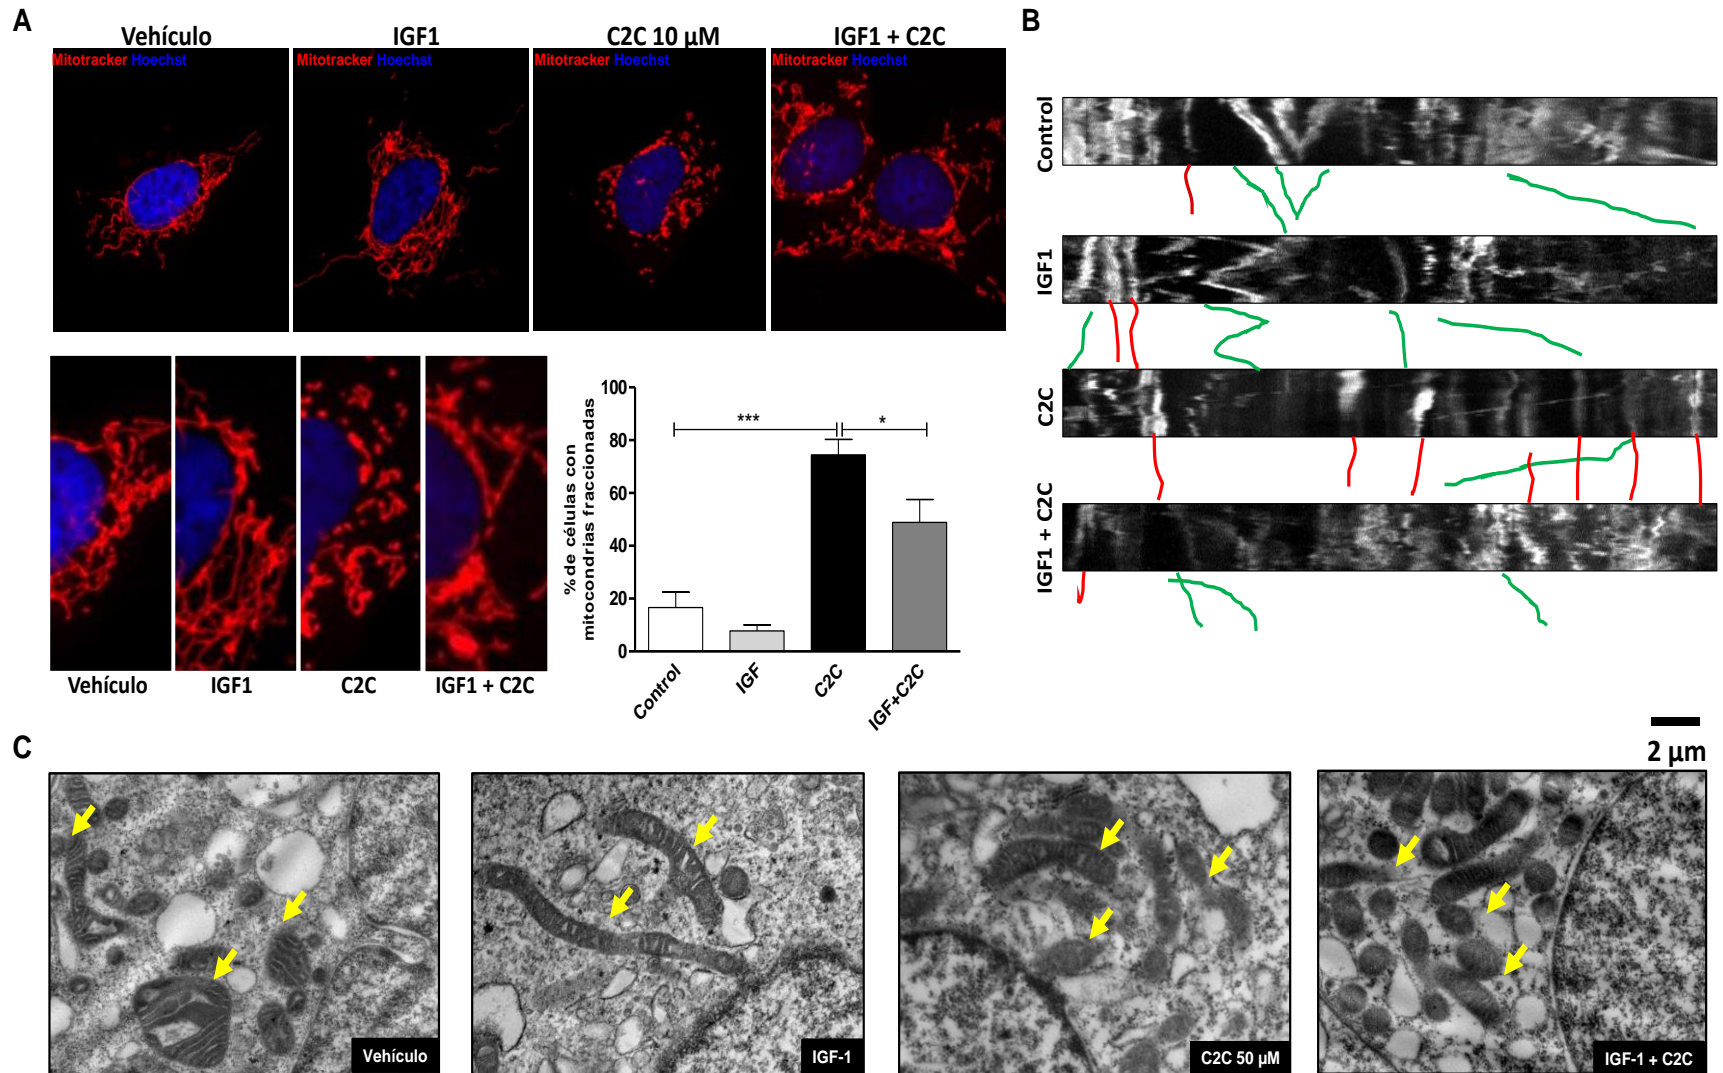 A
B
Vehículo
IGF1
C2C 10 µM
IGF1 + C2C
Mitotracker Hoechst
Mitotracker Hoechst
Mitotracker Hoechst
Mitotracker Hoechst
Vehículo
IGF1
C2C
IGF1 + C2C
% de células con
mitocondrias fraccionadas
100
80
60
40
20
0
***
*
Control
IGF
C2C
IGF+C2C
Control
IGF1
C2C
IGF1 + C2C
2 µm
C
Vehículo
IGF-1
C2C 50 µM
IGF-1 + C2C